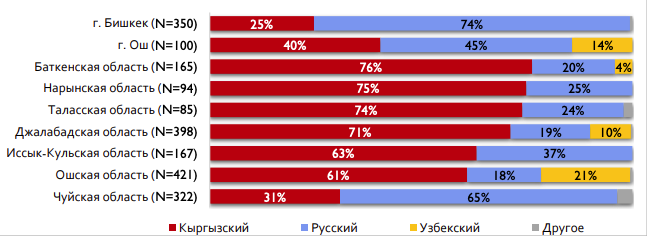 г. Бишкек (N=350) 25% 74%
г. Ош (N=100) 40% 45% 14%
Баткенская область (N=165) 76% 20% 4%
Нарынская область (N=94) 75% 25%
Таласская область (N=85) 74% 24%
Джалабадская область (N=398) 71% 19% 10%
Иссык-Кульская область (N=167) 63% 37%
Ошская область (N=421) 61% 18% 21%
Чуйская область (N=322) 31% 65%
Кыргызский Русский Узбекский Другое